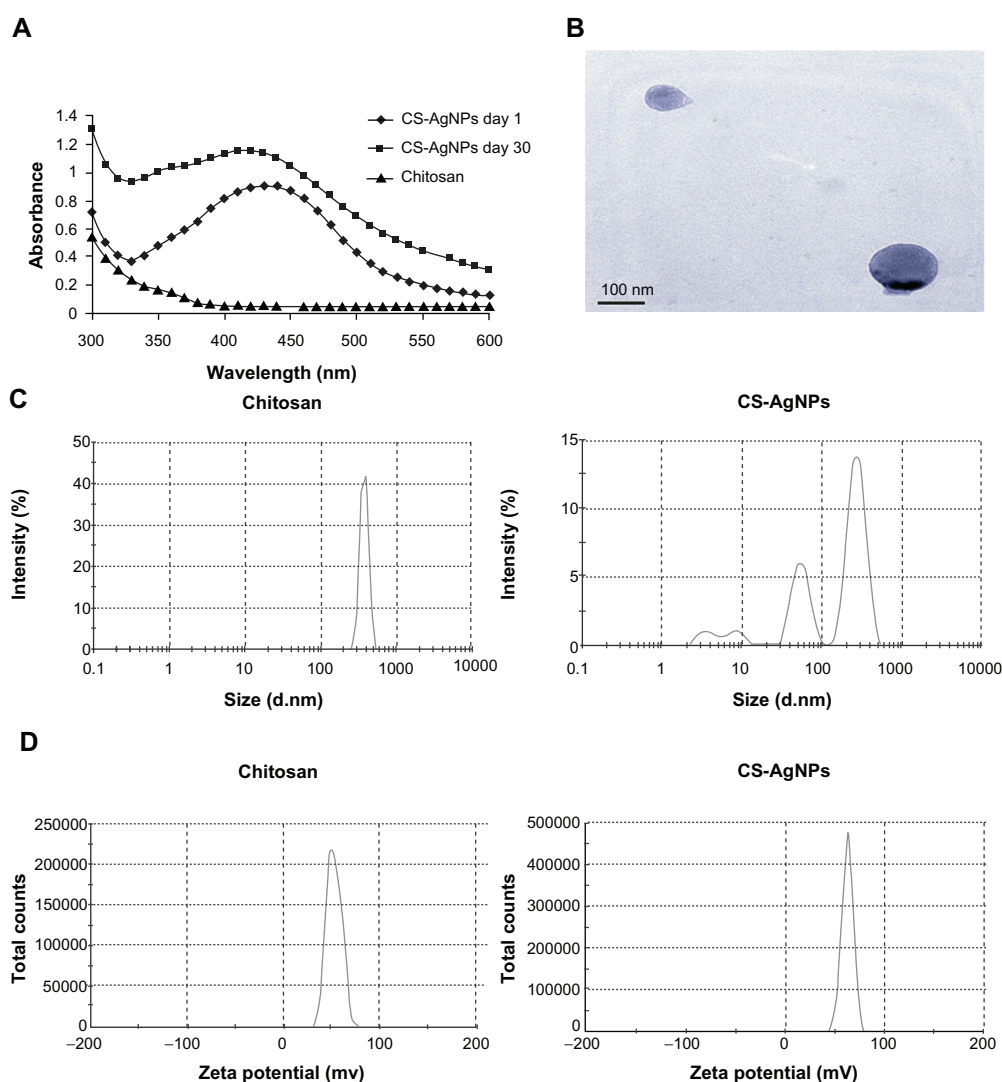 A
Absorbance
1.4
1.2
1
0.8
0.6
0.4
0.2
0
300 350 400 450 500 550 600
Wavelength (nm)
CS-AgNPs day 1
CS-AgNPs day 30
Chitosan
B
100 nm
C
Chitosan
Intensity (%)
50
40
30
20
10
0
0.1 1 10 100 1000 10000
Size (d.nm)
CS-AgNPs
Intensity (%)
15
10
5
0
0.1 1 10 100 1000 10000
Size (d.nm)
D
Chitosan
Total counts
250000
200000
150000
100000
50000
0
−200 −100 0 100 200
Zeta potential (mv)
CS-AgNPs
Total counts
500000
400000
300000
200000
100000
0
−200 −100 0 100 200
Zeta potential (mV)